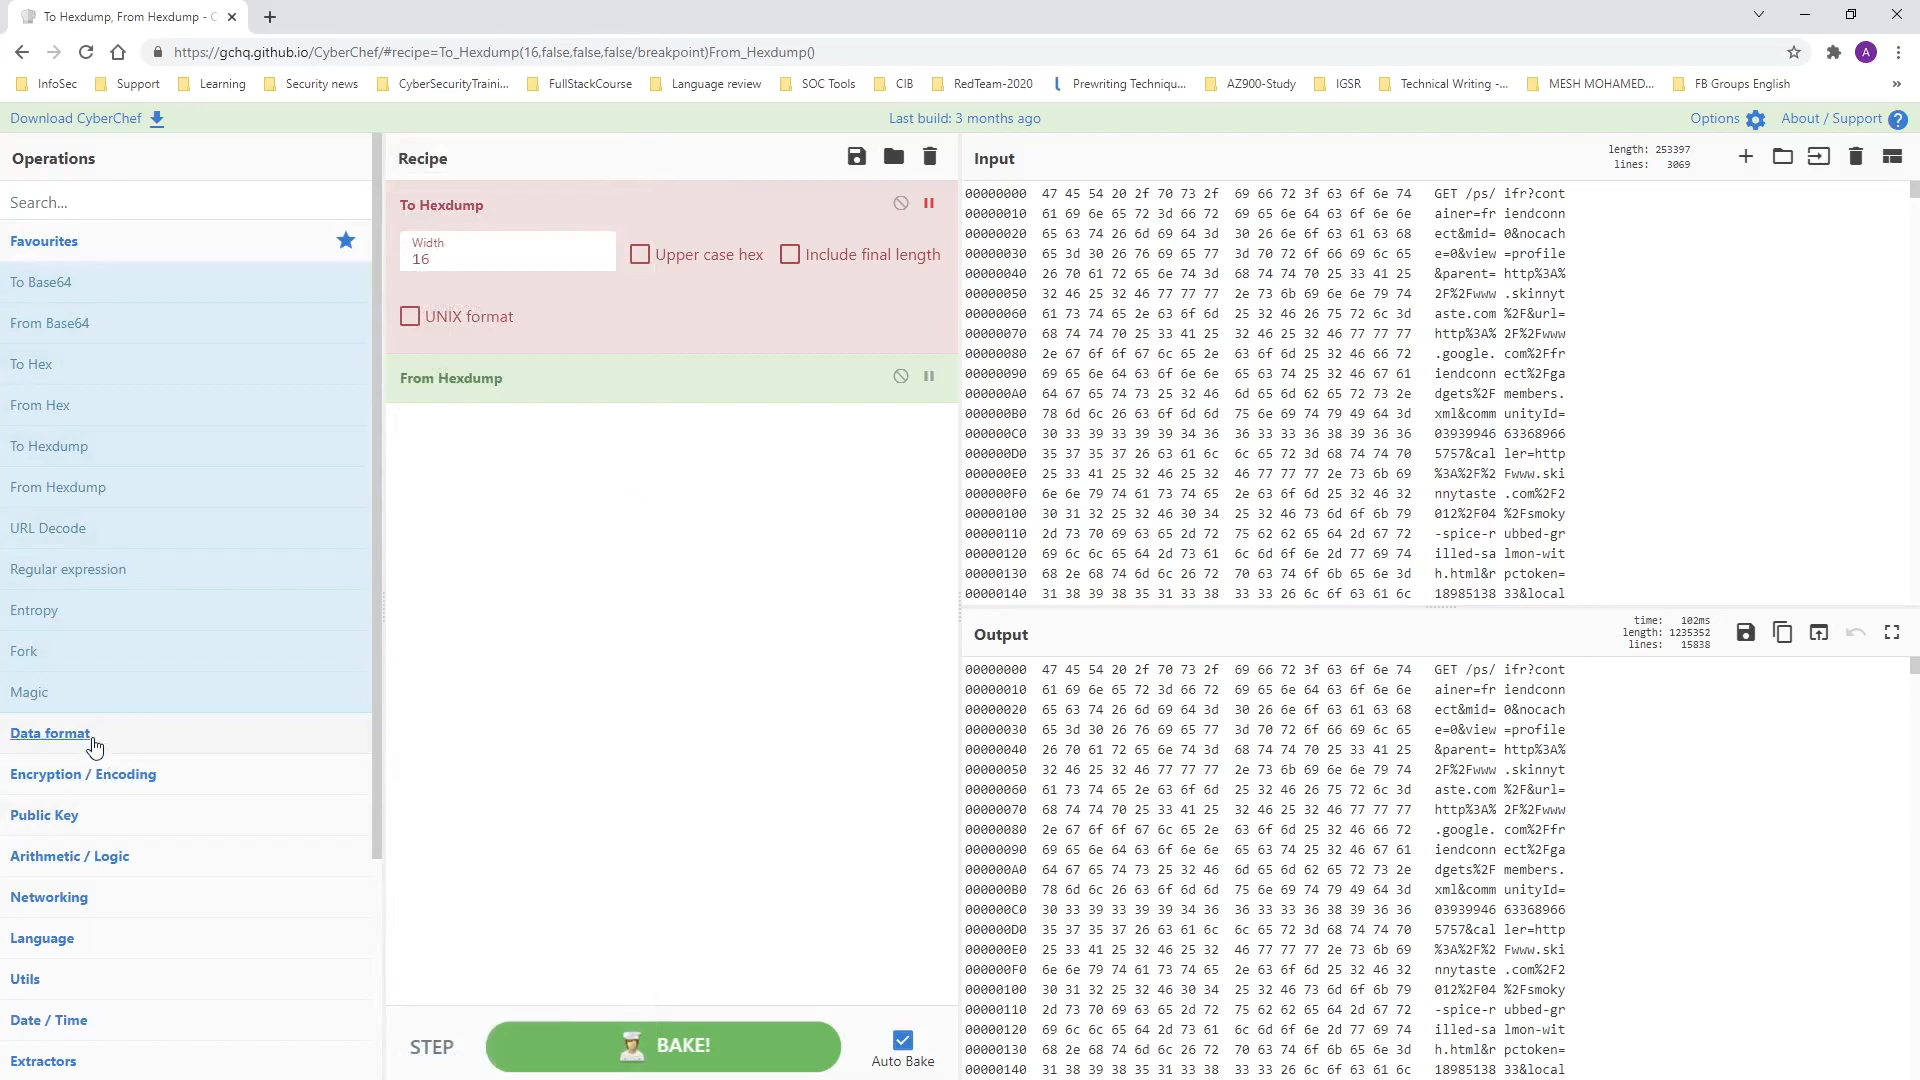 To Hexdump, From Hexdump - C
https://gchq.github.io/CyberChef/#recipe=To_Hexdump(16,false,false,false/breakpoint)From_Hexdump()
A
InfoSec
Support
Learning
Security news
CyberSecurityTraini...
FullStackCourse
Language review
SOC Tools
CIB
RedTeam-2020
Prewriting Techniqu...
AZ900-Study
IGSR
Technical Writing -...
MESH MOHAMED...
FB Groups English
»
Download CyberChef
Last build: 3 months ago
Options
About / Support
Operations
Search...
Favourites
To Base64
From Base64
To Hex
From Hex
To Hexdump
From Hexdump
URL Decode
Regular expression
Entropy
Fork
Magic
Data format
Encryption / Encoding
Public Key
Arithmetic / Logic
Networking
Language
Utils
Date / Time
Extractors
Recipe
To Hexdump
Width
16
Upper case hex
Include final length
UNIX format
From Hexdump
STEP
BAKE!
Auto Bake
Input
length: 253397
lines: 3069
00000000 47 45 54 20 2f 70 73 2f 69 66 72 3f 63 6f 6e 74 GET /ps/ ifr?cont
00000010 61 69 6e 65 72 3d 66 72 69 65 6e 64 63 6f 6e 6e ainer=fr iendconn
00000020 65 63 74 26 6d 69 64 3d 30 26 6e 6f 63 61 63 68 ect&mid= 0&nocach
00000030 65 3d 30 26 76 69 65 77 3d 70 72 6f 66 69 6c 65 e=0&view =profile
00000040 26 70 61 72 65 6e 74 3d 68 74 74 70 25 33 41 25 &parent= http%3A%
00000050 32 46 25 32 46 77 77 77 2e 73 6b 69 6e 6e 79 74 2F%2Fwww .skinnyt
00000060 61 73 74 65 2e 63 6f 6d 25 32 46 26 75 72 6c 3d aste.com %2F&url=
00000070 68 74 74 70 25 33 41 25 32 46 25 32 46 77 77 77 http%3A% 2F%2Fwww
00000080 2e 67 6f 6f 67 6c 65 2e 63 6f 6d 25 32 46 66 72 .google. com%2Ffr
00000090 69 65 6e 64 63 6f 6e 6e 65 63 74 25 32 46 67 61 iendconn ect%2Fga
000000A0 64 67 65 74 73 25 32 46 6d 65 6d 62 65 72 73 2e dgets%2F members.
000000B0 78 6d 6c 26 63 6f 6d 6d 75 6e 69 74 79 49 64 3d xml&comm unityId=
000000C0 30 33 39 33 39 39 34 36 36 33 33 36 38 39 36 36 03939946 63368966
000000D0 35 37 35 37 26 63 61 6c 6c 65 72 3d 68 74 74 70 5757&cal ler=http
000000E0 25 33 41 25 32 46 25 32 46 77 77 77 2e 73 6b 69 %3A%2F%2 Fwww.ski
000000F0 6e 6e 79 74 61 73 74 65 2e 63 6f 6d 25 32 46 32 nnytaste .com%2F2
00000100 30 31 32 25 32 46 30 34 25 32 46 73 6d 6f 6b 79 012%2F04 %2Fsmoky
00000110 2d 73 70 69 63 65 2d 72 75 62 62 65 64 2d 67 72 -spice-r ubbed-gr
00000120 69 6c 6c 65 64 2d 73 61 6c 6d 6f 6e 2d 77 69 74 illed-sa lmon-wit
00000130 68 2e 68 74 6d 6c 26 72 70 63 74 6f 6b 65 6e 3d h.html&r pctoken=
00000140 31 38 39 38 35 31 33 38 33 33 26 6c 6f 63 61 6c 18985138 33&local
Output
time: 102ms
length: 1235352
lines: 15838
00000000 47 45 54 20 2f 70 73 2f 69 66 72 3f 63 6f 6e 74 GET /ps/ ifr?cont
00000010 61 69 6e 65 72 3d 66 72 69 65 6e 64 63 6f 6e 6e ainer=fr iendconn
00000020 65 63 74 26 6d 69 64 3d 30 26 6e 6f 63 61 63 68 ect&mid= 0&nocach
00000030 65 3d 30 26 76 69 65 77 3d 70 72 6f 66 69 6c 65 e=0&view =profile
00000040 26 70 61 72 65 6e 74 3d 68 74 74 70 25 33 41 25 &parent= http%3A%
00000050 32 46 25 32 46 77 77 77 2e 73 6b 69 6e 6e 79 74 2F%2Fwww .skinnyt
00000060 61 73 74 65 2e 63 6f 6d 25 32 46 26 75 72 6c 3d aste.com %2F&url=
00000070 68 74 74 70 25 33 41 25 32 46 25 32 46 77 77 77 http%3A% 2F%2Fwww
00000080 2e 67 6f 6f 67 6c 65 2e 63 6f 6d 25 32 46 66 72 .google. com%2Ffr
00000090 69 65 6e 64 63 6f 6e 6e 65 63 74 25 32 46 67 61 iendconn ect%2Fga
000000A0 64 67 65 74 73 25 32 46 6d 65 6d 62 65 72 73 2e dgets%2F members.
000000B0 78 6d 6c 26 63 6f 6d 6d 75 6e 69 74 79 49 64 3d xml&comm unityId=
000000C0 30 33 39 33 39 39 34 36 36 33 33 36 38 39 36 36 03939946 63368966
000000D0 35 37 35 37 26 63 61 6c 6c 65 72 3d 68 74 74 70 5757&cal ler=http
000000E0 25 33 41 25 32 46 25 32 46 77 77 77 2e 73 6b 69 %3A%2F%2 Fwww.ski
000000F0 6e 6e 79 74 61 73 74 65 2e 63 6f 6d 25 32 46 32 nnytaste .com%2F2
00000100 30 31 32 25 32 46 30 34 25 32 46 73 6d 6f 6b 79 012%2F04 %2Fsmoky
00000110 2d 73 70 69 63 65 2d 72 75 62 62 65 64 2d 67 72 -spice-r ubbed-gr
00000120 69 6c 6c 65 64 2d 73 61 6c 6d 6f 6e 2d 77 69 74 illed-sa lmon-wit
00000130 68 2e 68 74 6d 6c 26 72 70 63 74 6f 6b 65 6e 3d h.html&r pctoken=
00000140 31 38 39 38 35 31 33 38 33 33 26 6c 6f 63 61 6c 18985138 33&local